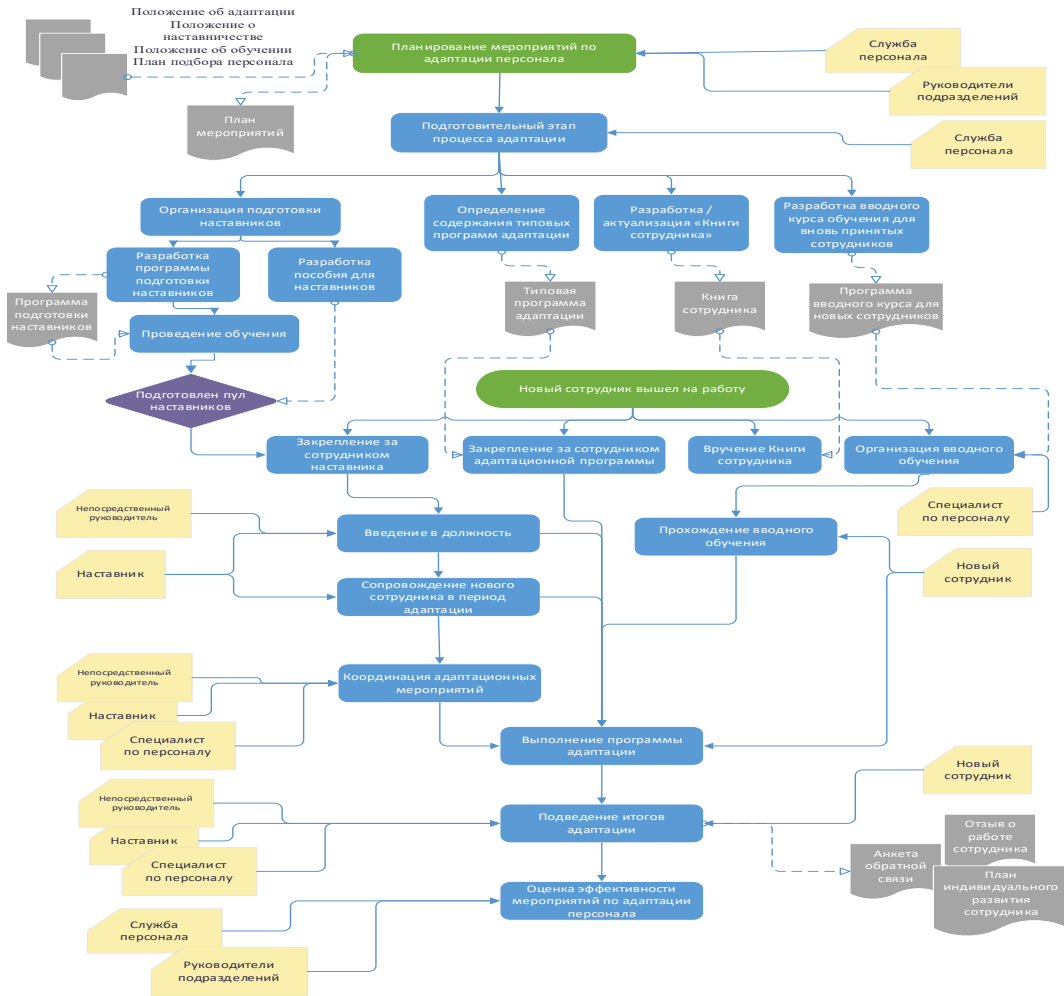 Положение об адаптации
Положение о
наставничестве
Положение об обучении
План подбора персонала
Планирование мероприятий по
адаптации персонала
Служба
персонала
Руководители
подразделений
План
мероприятий
Подготовительный этап
процесса адаптации
Служба
персонала
Организация подготовки
наставников
Определение
содержания типовых
программ адаптации
Разработка /
актуализация «Книги
сотрудника»
Разработка вводного
курса обучения для
вновь принятых
сотрудников
Разработка
программы
подготовки
наставников
Разработка
пособия для
наставников
Программа
подготовки
наставников
Типовая
программа
адаптации
Книга
сотрудника
Программа
вводного курса для
новых сотрудников
Проведение обучения
Подготовлен пул
наставников
Новый сотрудник вышел на работу
Закрепление за
сотрудником
наставника
Закрепление за сотрудником
адаптационной программы
Вручение Книги
сотрудника
Организация вводного
обучения
Непосредственный
руководитель
Введение в должность
Прохождение вводного
обучения
Специалист
по персоналу
Наставник
Сопровождение нового
сотрудника в период
адаптации
Новый
сотрудник
Непосредственный
руководитель
Наставник
Специалист
по персоналу
Координация адаптационных
мероприятий
Выполнение программы
адаптации
Новый
сотрудник
Непосредственный
руководитель
Наставник
Специалист
по персоналу
Подведение итогов
адаптации
Отзыв о
работе
сотрудника
Анкета
обратной
связи
План
индивидуального
развития
сотрудника
Оценка эффективности
мероприятий по адаптации
персонала
Служба
персонала
Руководители
подразделений